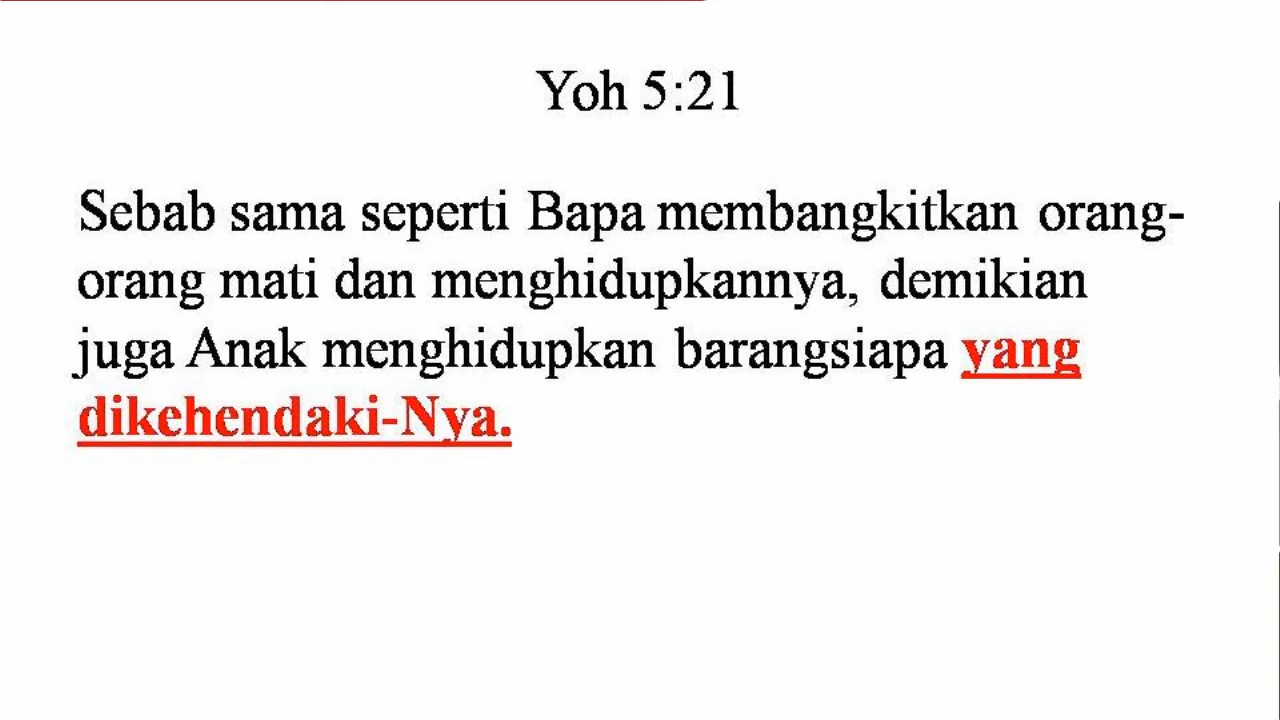 Yoh 5:21
Sebab sama seperti Bapa membangkitkan orang-
orang mati dan menghidupkannya, demikian
juga Anak menghidupkan barangsiapa yang
dikehendaki-Nya.